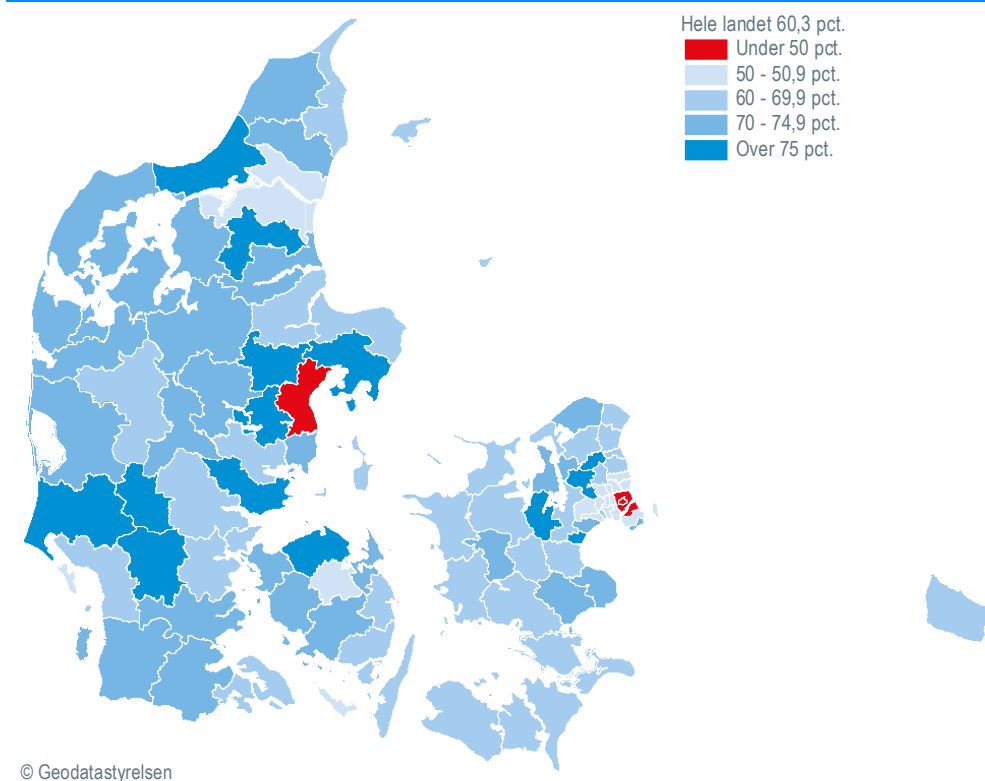 Hele landet 60,3 pct.
Under 50 pct.
50 - 50,9 pct.
60 - 69,9 pct.
70 - 74,9 pct.
Over 75 pct.
© Geodatastyrelsen